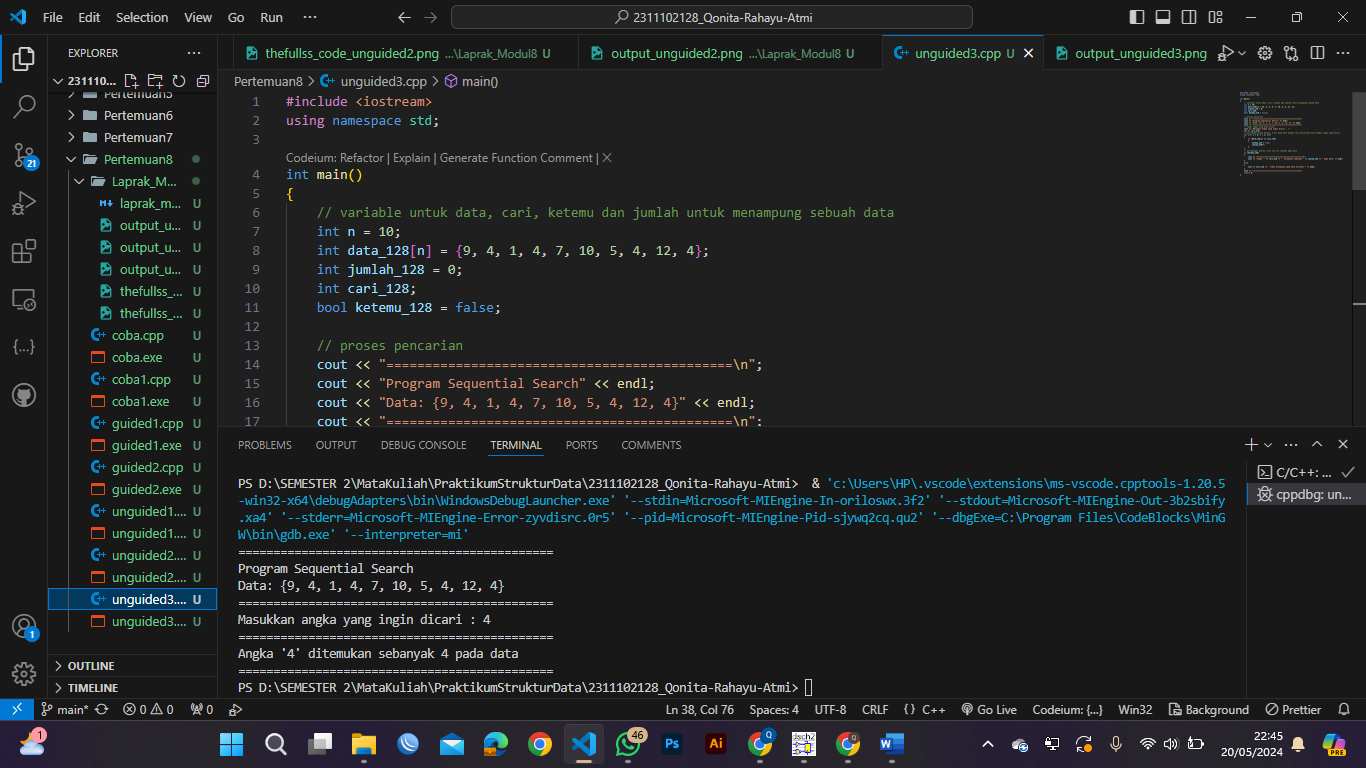 File Edit Selection View Go Run ··· 2311102128_Qonita-Rahayu-Atmi
EXPLORER ···
231110...
Pertemuan5
Pertemuan6
Pertemuan7
Pertemuan8
Laprak_M...
laprak_m... U
output_u... U
output_u... U
output_u... U
thefullss_... U
thefullss_... U
coba.cpp U
coba.exe U
coba1.cpp U
coba1.exe U
guided1.cpp U
guided1.exe U
guided2.cpp U
guided2.exe U
unguided1.... U
unguided1.... U
unguided2.... U
unguided2.... U
unguided3.... U
unguided3.... U
OUTLINE
TIMELINE
21
1
thefullss_code_unguided2.png ...\Laprak_Modul8 U
output_unguided2.png ...\Laprak_Modul8 U
unguided3.cpp U
output_unguided3.png
Pertemuan8 > unguided3.cpp > main()
1 #include <iostream>
2 using namespace std;
3
Codeium: Refactor | Explain | Generate Function Comment | X
4 int main()
5 {
6 // variable untuk data, cari, ketemu dan jumlah untuk menampung sebuah data
7 int n = 10;
8 int data_128[n] = {9, 4, 1, 4, 7, 10, 5, 4, 12, 4};
9 int jumlah_128 = 0;
10 int cari_128;
11 bool ketemu_128 = false;
12
13 // proses pencarian
14 cout << "=============================================\n";
15 cout << "Program Sequential Search" << endl;
16 cout << "Data: {9, 4, 1, 4, 7, 10, 5, 4, 12, 4}" << endl;
17 cout << "=============================================\n";
PROBLEMS OUTPUT DEBUG CONSOLE TERMINAL PORTS COMMENTS
PS D:\SEMESTER 2\MataKuliah\PraktikumStrukturData\2311102128_Qonita-Rahayu-Atmi> & 'c:\Users\HP\.vscode\extensions\ms-vscode.cpptools-1.20.5
-win32-x64\debugAdapters\bin\WindowsDebugLauncher.exe' '--stdin=Microsoft-MIEngine-In-oriloswx.3f2' '--stdout=Microsoft-MIEngine-Out-3b2sbify
.xa4' '--stderr=Microsoft-MIEngine-Error-zyvdisrc.0r5' '--pid=Microsoft-MIEngine-Pid-sjywq2cq.qu2' '--dbgExe=C:\Program Files\CodeBlocks\MinG
W\bin\gdb.exe' '--interpreter=mi'
=============================================
Program Sequential Search
Data: {9, 4, 1, 4, 7, 10, 5, 4, 12, 4}
=============================================
Masukkan angka yang ingin dicari : 4
=============================================
Angka '4' ditemukan sebanyak 4 pada data
=============================================
PS D:\SEMESTER 2\MataKuliah\PraktikumStrukturData\2311102128_Qonita-Rahayu-Atmi>
C/C++: ...
cppdbg: un...
main* 0 0 0 Ln 38, Col 76 Spaces: 4 UTF-8 CRLF {} C++ Go Live Codeium: {...} Win32 Background Prettier
1
46
Ps
Ai
dsch2
W
22:45
20/05/2024
PRE